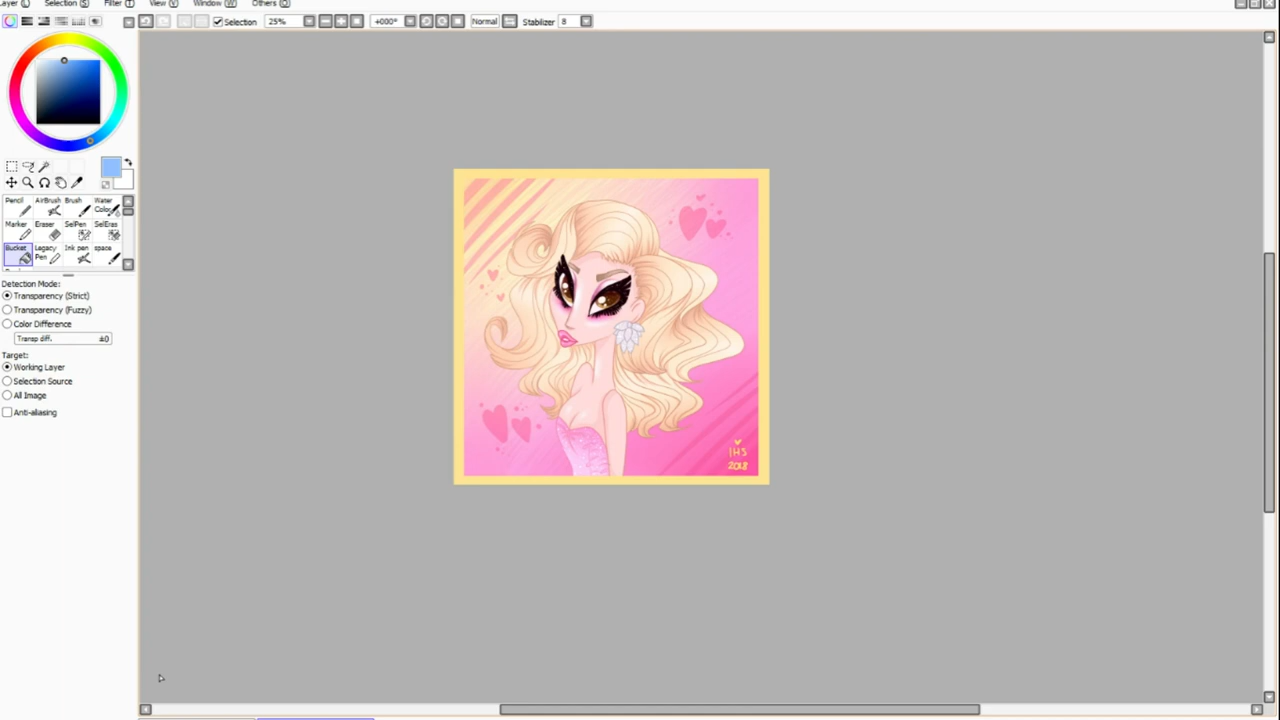 Layer (L) Selection (S) Filter (T) View (V) Window (W) Others (O)
Selection 25% +000° Normal Stabilizer 8
Pencil AirBrush Brush Water Color
Marker Eraser SelPen SelEras
Bucket Legacy Pen Ink pen space
Detection Mode:
Transparency (Strict)
Transparency (Fuzzy)
Color Difference
Transp diff. ±0
Target:
Working Layer
Selection Source
All Image
Anti-aliasing
IHS
2018